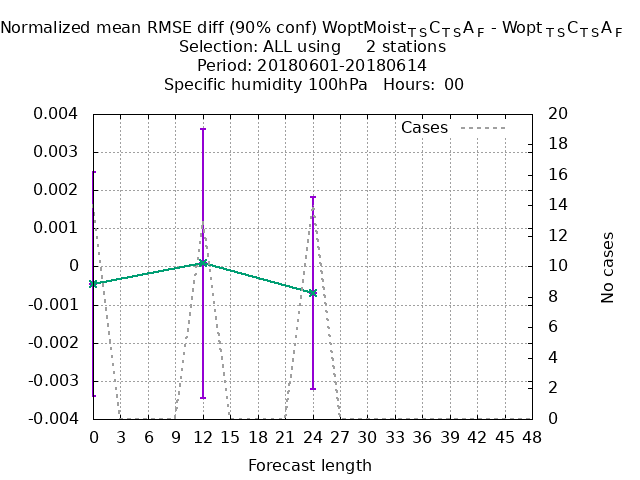 Normalized mean RMSE diff (90% conf) WoptMoist_TSC_TSA_F - Wopt_TSC_TSA_F
Selection: ALL using 2 stations
Period: 20180601-20180614
Specific humidity 100hPa Hours: 00
Cases
0.004
0.003
0.002
0.001
0
-0.001
-0.002
-0.003
-0.004
20
18
16
14
12
10
8
6
4
2
0
No cases
0 3 6 9 12 15 18 21 24 27 30 33 36 39 42 45 48
Forecast length